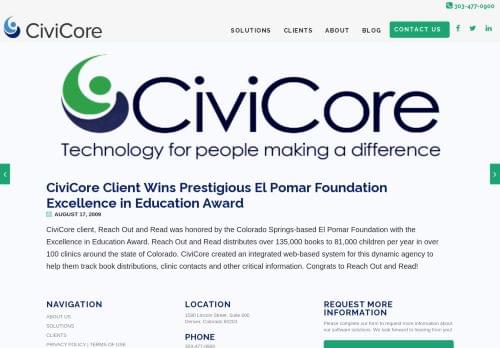 303-477-0900
CiviCore
SOLUTIONS CLIENTS ABOUT BLOG CONTACT US
CiviCore
Technology for people making a difference
CiviCore Client Wins Prestigious El Pomar Foundation
Excellence in Education Award
AUGUST 17, 2009
CiviCore client, Reach Out and Read was honored by the Colorado Springs-based El Pomar Foundation with the
Excellence in Education Award. Reach Out and Read distributes over 135,000 books to 81,000 children per year in over
100 clinics around the state of Colorado. CiviCore created an integrated web-based system for this dynamic agency to
help them track book distributions, clinic contacts and other critical information. Congrats to Reach Out and Read!
NAVIGATION
ABOUT US
SOLUTIONS
CLIENTS
PRIVACY POLICY | TERMS OF USE
LOCATION
1580 Lincoln Street, Suite 600
Denver, Colorado 80203
PHONE
303-477-0900
REQUEST MORE
INFORMATION
Please complete our form to request more information about
our software solutions. We look forward to hearing from you!